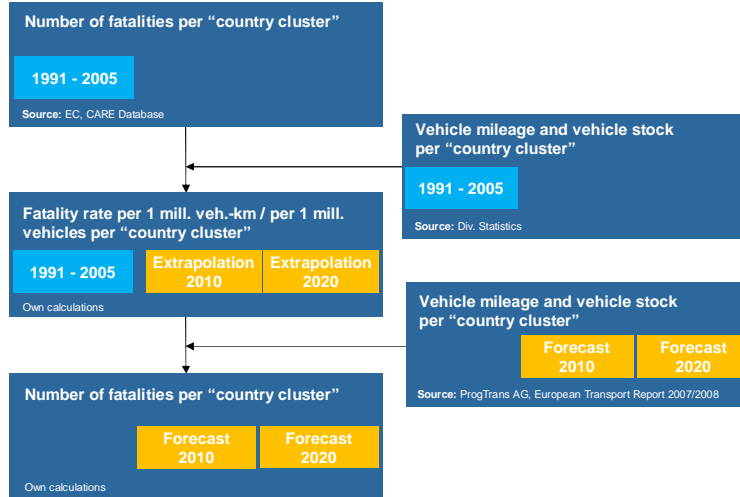 Number of fatalities per “country cluster”
1991 - 2005
Source: EC, CARE Database
Vehicle mileage and vehicle stock
per “country cluster”
1991 - 2005
Source: Div. Statistics
Fatality rate per 1 mill. veh.-km / per 1 mill.
vehicles per “country cluster”
1991 - 2005
Extrapolation
2010
Extrapolation
2020
Own calculations
Vehicle mileage and vehicle stock
per “country cluster”
Forecast
2010
Forecast
2020
Source: ProgTrans AG, European Transport Report 2007/2008
Number of fatalities per “country cluster”
Forecast
2010
Forecast
2020
Own calculations